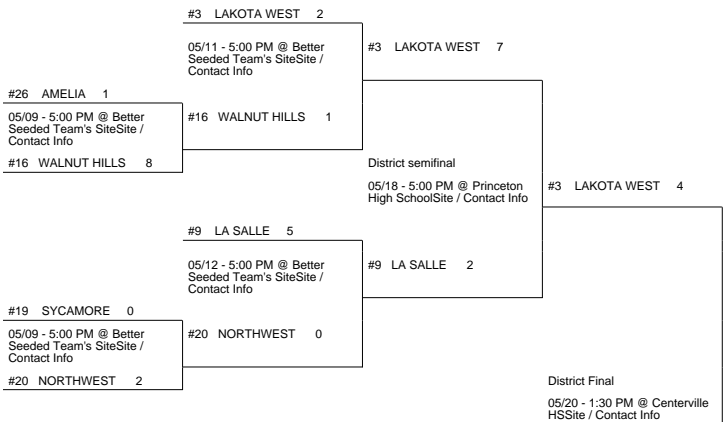 #3 LAKOTA WEST 2
05/11 - 5:00 PM @ Better
Seeded Team's SiteSite /
Contact Info
#3 LAKOTA WEST 7
#26 AMELIA 1
05/09 - 5:00 PM @ Better
Seeded Team's SiteSite /
Contact Info
#16 WALNUT HILLS 1
#16 WALNUT HILLS 8
District semifinal
05/18 - 5:00 PM @ Princeton
High SchoolSite / Contact Info
#3 LAKOTA WEST 4
#9 LA SALLE 5
05/12 - 5:00 PM @ Better
Seeded Team's SiteSite /
Contact Info
#9 LA SALLE 2
#19 SYCAMORE 0
05/09 - 5:00 PM @ Better
Seeded Team's SiteSite /
Contact Info
#20 NORTHWEST 0
#20 NORTHWEST 2
District Final
05/20 - 1:30 PM @ Centerville
HSSite / Contact Info